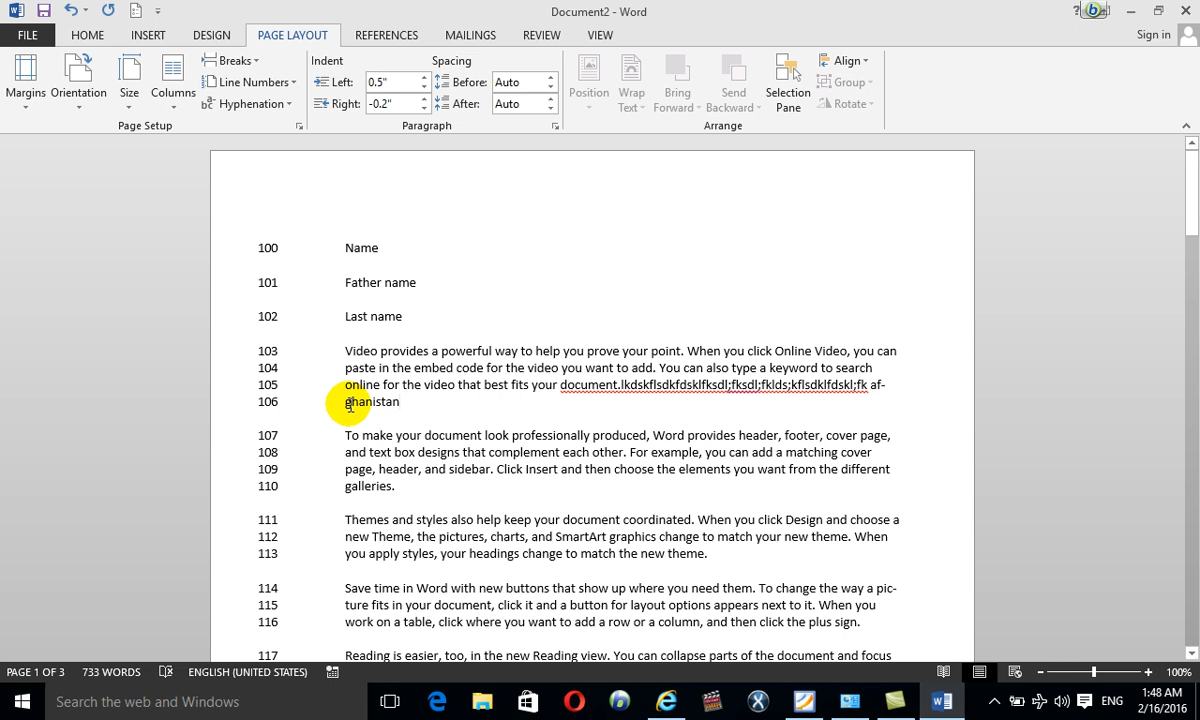 Document2 - Word
?
FILE HOME INSERT DESIGN PAGE LAYOUT REFERENCES MAILINGS REVIEW VIEW Sign in
Margins Orientation Size Columns
Breaks
Line Numbers
Hyphenation
Page Setup
Indent
Left: 0.5"
Right: -0.2"
Spacing
Before: Auto
After: Auto
Paragraph
Position
Wrap Text
Bring Forward
Send Backward
Selection Pane
Align
Group
Rotate
Arrange
100 Name
101 Father name
102 Last name
103 Video provides a powerful way to help you prove your point. When you click Online Video, you can
104 paste in the embed code for the video you want to add. You can also type a keyword to search
105 online for the video that best fits your document.lkdskflsdkfdsklfksdl;fksdl;fklds;kflsdklfdskl;fk af-
106 ghanistan
107 To make your document look professionally produced, Word provides header, footer, cover page,
108 and text box designs that complement each other. For example, you can add a matching cover
109 page, header, and sidebar. Click Insert and then choose the elements you want from the different
110 galleries.
111 Themes and styles also help keep your document coordinated. When you click Design and choose a
112 new Theme, the pictures, charts, and SmartArt graphics change to match your new theme. When
113 you apply styles, your headings change to match the new theme.
114 Save time in Word with new buttons that show up where you need them. To change the way a pic-
115 ture fits in your document, click it and a button for layout options appears next to it. When you
116 work on a table, click where you want to add a row or a column, and then click the plus sign.
117 Reading is easier, too, in the new Reading view. You can collapse parts of the document and focus
PAGE 1 OF 3 733 WORDS ENGLISH (UNITED STATES) 100%
Search the web and Windows
ENG
1:48 AM
2/16/2016